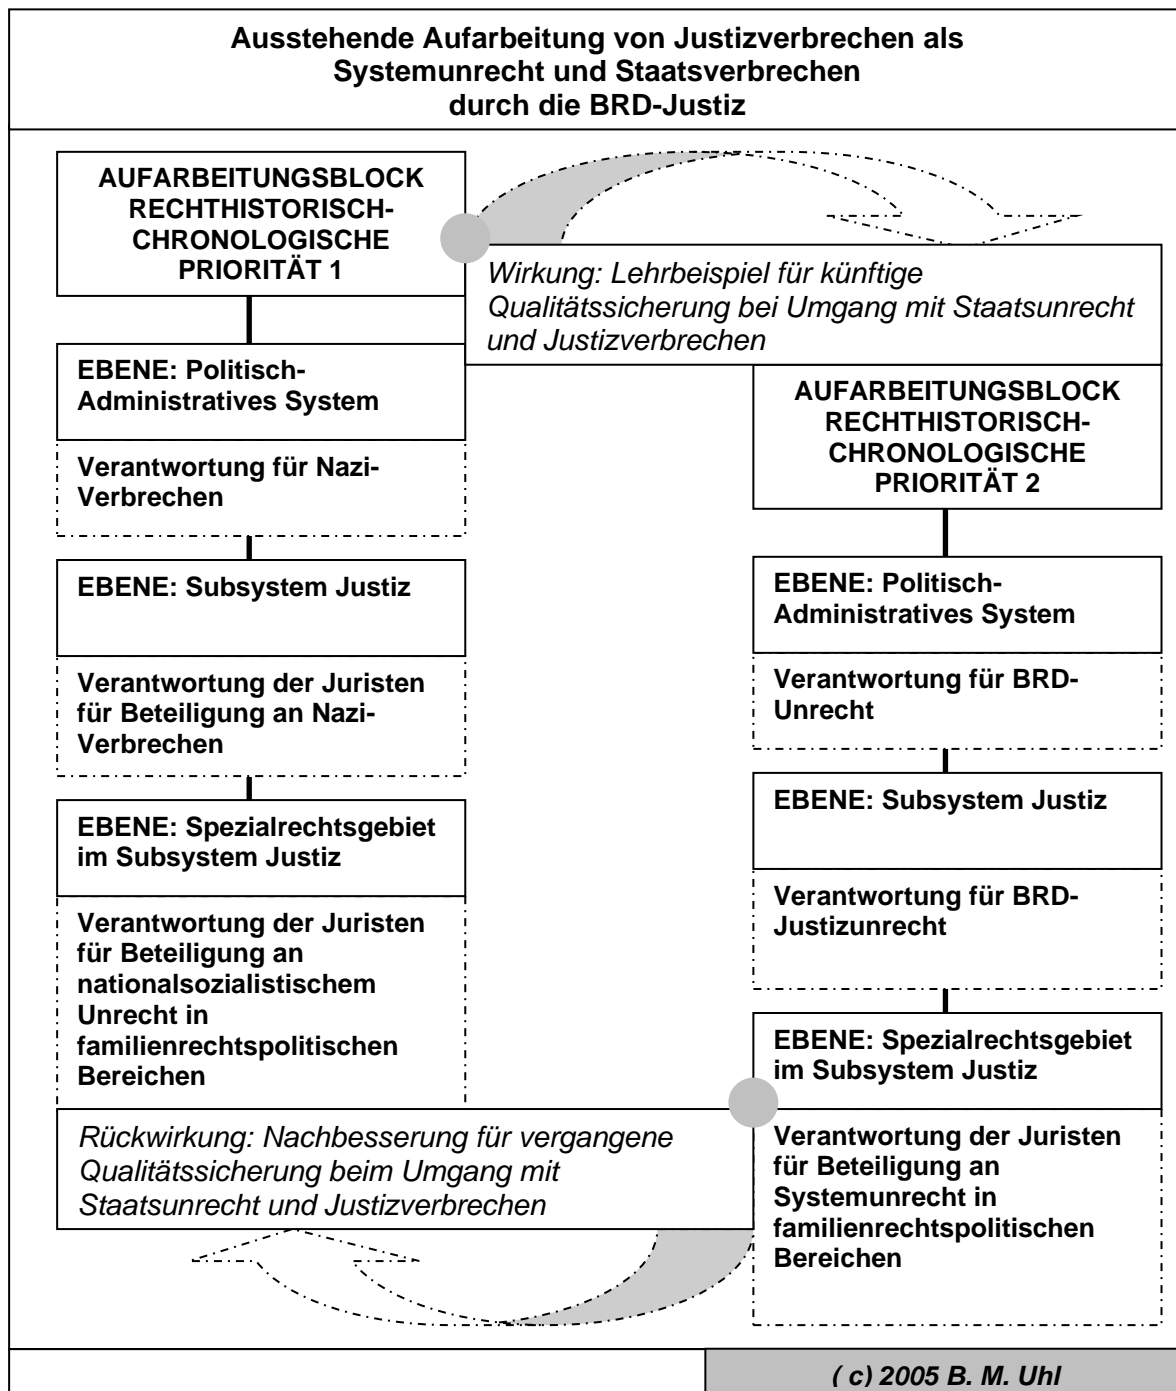 Ausstehende Aufarbeitung von Justizverbrechen als
Systemunrecht und Staatsverbrechen
durch die BRD-Justiz
AUFARBEITUNGSBLOCK
RECHTHISTORISCH-
CHRONOLOGISCHE
PRIORITÄT 1
Wirkung: Lehrbeispiel für künftige
Qualitätssicherung bei Umgang mit Staatsunrecht
und Justizverbrechen
EBENE: Politisch-
Administratives System
Verantwortung für Nazi-
Verbrechen
EBENE: Subsystem Justiz
Verantwortung der Juristen
für Beteiligung an Nazi-
Verbrechen
EBENE: Spezialrechtsgebiet
im Subsystem Justiz
Verantwortung der Juristen
für Beteiligung an
nationalsozialistischem
Unrecht in
familienrechtspolitischen
Bereichen
AUFARBEITUNGSBLOCK
RECHTHISTORISCH-
CHRONOLOGISCHE
PRIORITÄT 2
EBENE: Politisch-
Administratives System
Verantwortung für BRD-
Unrecht
EBENE: Subsystem Justiz
Verantwortung für BRD-
Justizunrecht
EBENE: Spezialrechtsgebiet
im Subsystem Justiz
Verantwortung der Juristen
für Beteiligung an
Systemunrecht in
familienrechtspolitischen
Bereichen
Rückwirkung: Nachbesserung für vergangene
Qualitätssicherung beim Umgang mit
Staatsunrecht und Justizverbrechen
( c) 2005 B. M. Uhl